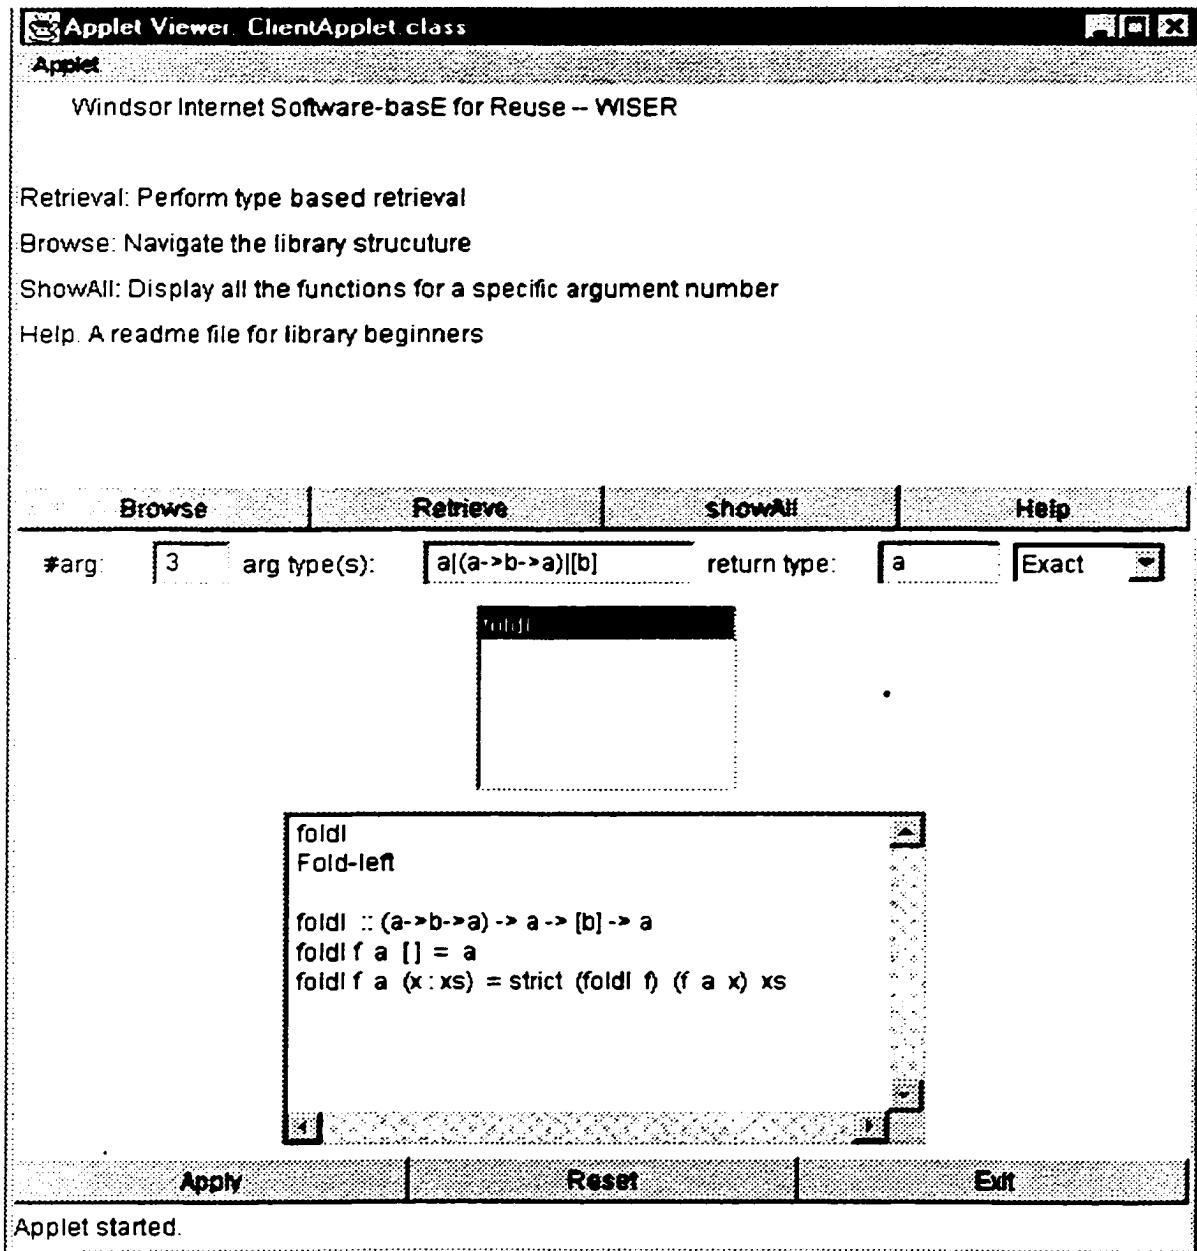 Applet Viewer: ClientApplet.class
Applet
Windsor Internet Software-basE for Reuse -- WISER
Retrieval: Perform type based retrieval
Browse: Navigate the library strucuture
ShowAll: Display all the functions for a specific argument number
Help. A readme file for library beginners
Browse Retrieve showAll Help
#arg: 3 arg type(s): a|(a->b->a)|[b] return type: a Exact
foldl
foldl
Fold-left
foldl :: (a->b->a) -> a -> [b] -> a
foldl f a [] = a
foldl f a (x : xs) = strict (foldl f) (f a x) xs
Apply Reset Exit
Applet started.